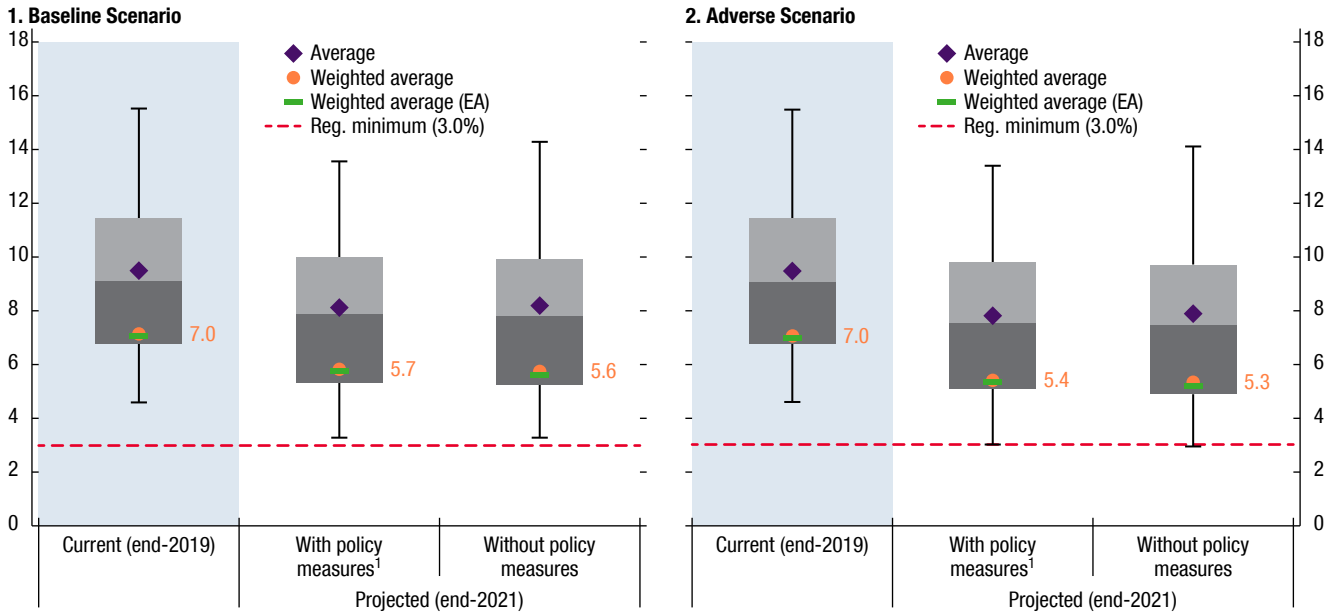 1. Baseline Scenario
18
16
14
12
10
8
6
4
2
0
Average
Weighted average
Weighted average (EA)
Reg. minimum (3.0%)
7.0
5.7
5.6
Current (end-2019)
With policy
measures1
Without policy
measures
Projected (end-2021)
2. Adverse Scenario
Average
Weighted average
Weighted average (EA)
Reg. minimum (3.0%)
7.0
5.4
5.3
18
16
14
12
10
8
6
4
2
0
Current (end-2019)
With policy
measures1
Without policy
measures
Projected (end-2021)